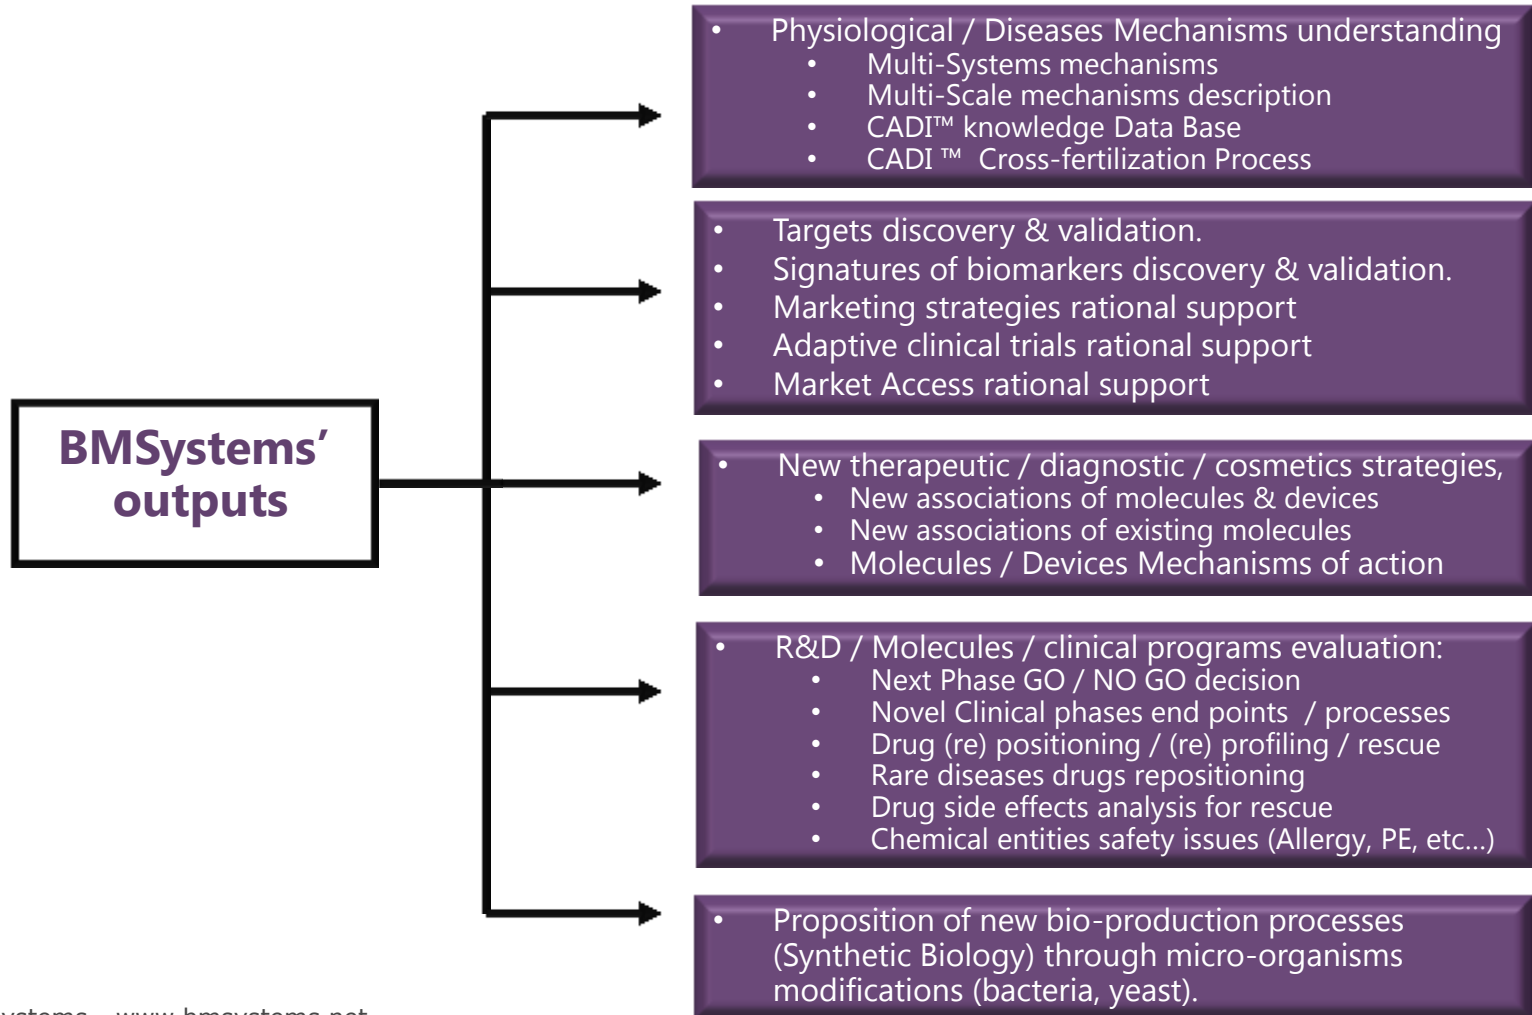 BMSystems’
outputs
• Physiological / Diseases Mechanisms understanding
• Multi-Systems mechanisms
• Multi-Scale mechanisms description
• CADI™ knowledge Data Base
• CADI ™ Cross-fertilization Process
• Targets discovery & validation.
• Signatures of biomarkers discovery & validation.
• Marketing strategies rational support
• Adaptive clinical trials rational support
• Market Access rational support
• New therapeutic / diagnostic / cosmetics strategies,
• New associations of molecules & devices
• New associations of existing molecules
• Molecules / Devices Mechanisms of action
• R&D / Molecules / clinical programs evaluation:
• Next Phase GO / NO GO decision
• Novel Clinical phases end points / processes
• Drug (re) positioning / (re) profiling / rescue
• Rare diseases drugs repositioning
• Drug side effects analysis for rescue
• Chemical entities safety issues (Allergy, PE, etc...)
• Proposition of new bio-production processes
(Synthetic Biology) through micro-organisms
modifications (bacteria, yeast).